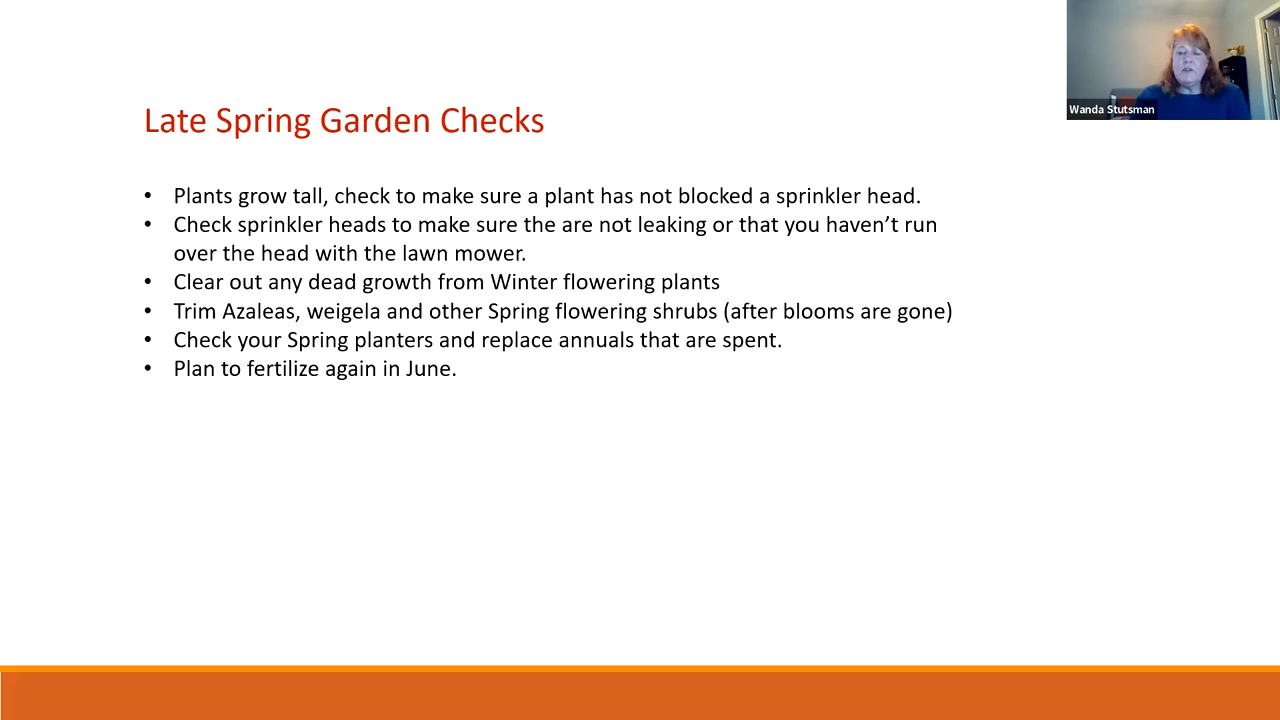 Wanda Stutsman
Late Spring Garden Checks
• Plants grow tall, check to make sure a plant has not blocked a sprinkler head.
• Check sprinkler heads to make sure the are not leaking or that you haven’t run
over the head with the lawn mower.
• Clear out any dead growth from Winter flowering plants
• Trim Azaleas, weigela and other Spring flowering shrubs (after blooms are gone)
• Check your Spring planters and replace annuals that are spent.
• Plan to fertilize again in June.